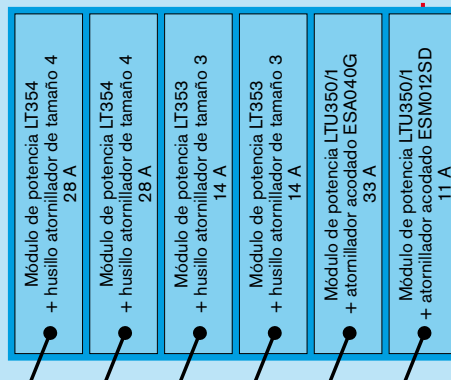 Módulo de potencia LT354
+ husillo atornillador de tamaño 4
28 A
Módulo de potencia LT354
+ husillo atornillador de tamaño 4
28 A
Módulo de potencia LT353
+ husillo atornillador de tamaño 3
14 A
Módulo de potencia LT353
+ husillo atornillador de tamaño 3
14 A
Módulo de potencia LTU350/1
+ atornillador acodado ESA040G
33 A
Módulo de potencia LTU350/1
+ atornillador acodado ESM012SD
11 A